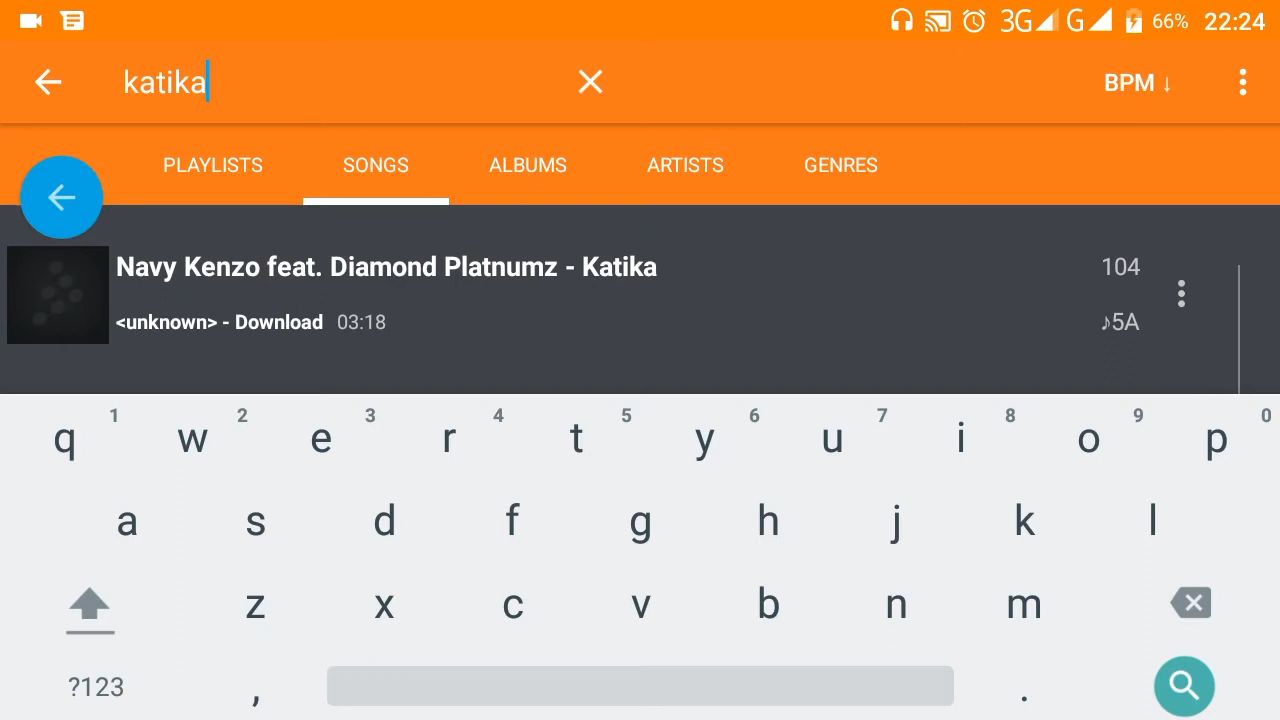 3G G 66% 22:24
katika BPM ↓
PLAYLISTS SONGS ALBUMS ARTISTS GENRES
Navy Kenzo feat. Diamond Platnumz - Katika 104
<unknown> - Download 03:18 ♪5A
1 2 3 4 5 6 7 8 9 0
q w e r t y u i o p
a s d f g h j k l
z x c v b n m
?123 , .